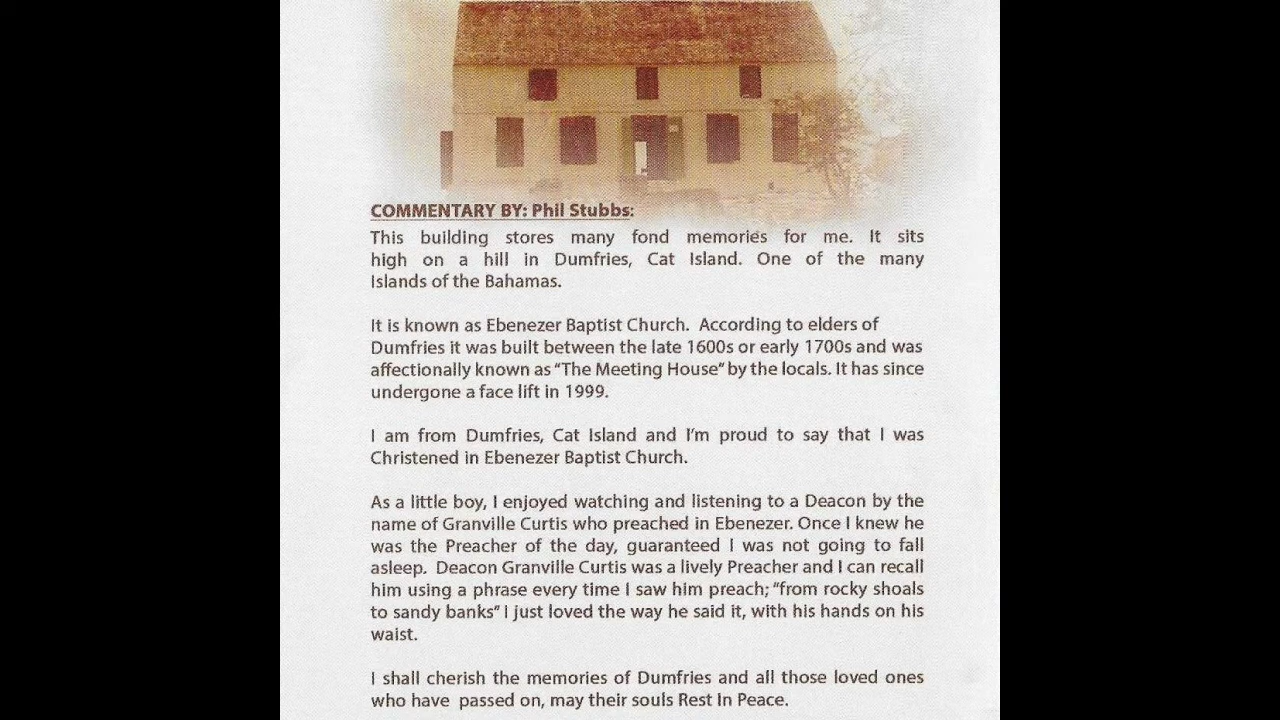 COMMENTARY BY: Phil Stubbs:
This building stores many fond memories for me. It sits
high on a hill in Dumfries, Cat Island. One of the many
Islands of the Bahamas.
It is known as Ebenezer Baptist Church. According to elders of
Dumfries it was built between the late 1600s or early 1700s and was
affectionally known as "The Meeting House" by the locals. It has since
undergone a face lift in 1999.
I am from Dumfries, Cat Island and I'm proud to say that I was
Christened in Ebenezer Baptist Church.
As a little boy, I enjoyed watching and listening to a Deacon by the
name of Granville Curtis who preached in Ebenezer. Once I knew he
was the Preacher of the day, guaranteed I was not going to fall
asleep. Deacon Granville Curtis was a lively Preacher and I can recall
him using a phrase every time I saw him preach; "from rocky shoals
to sandy banks" I just loved the way he said it, with his hands on his
waist.
I shall cherish the memories of Dumfries and all those loved ones
who have passed on, may their souls Rest In Peace.